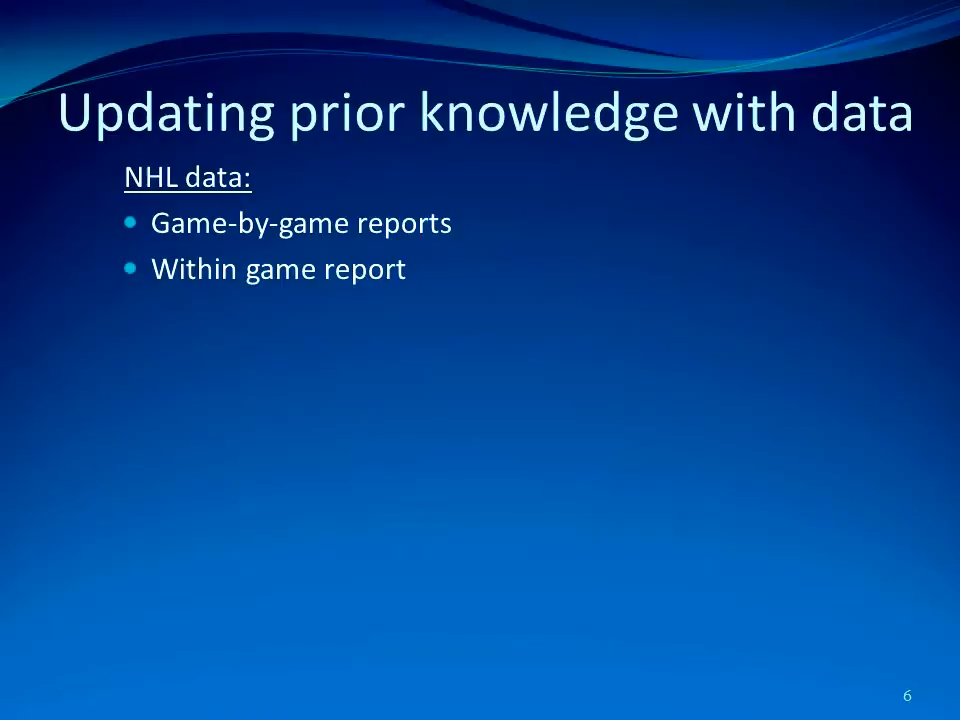 Updating prior knowledge with data
NHL data:
Game-by-game reports
Within game report
6